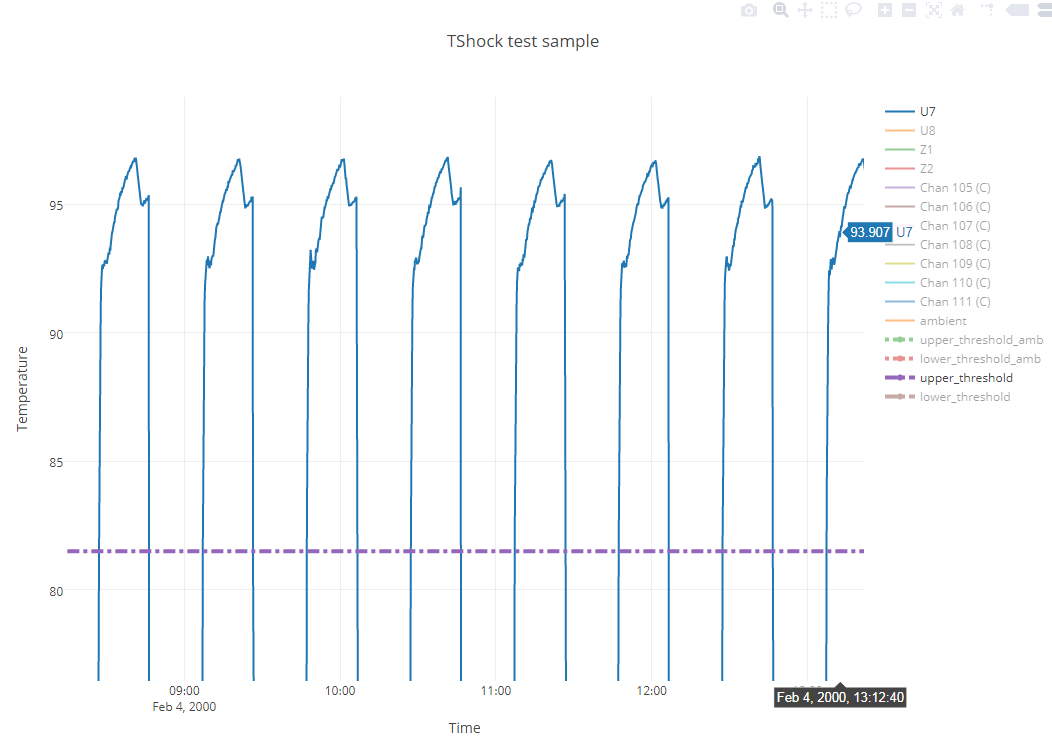 TShock test sample
U7
U8
Z1
Z2
Chan 105 (C)
Chan 106 (C)
Chan 107 (C)
Chan 108 (C)
Chan 109 (C)
Chan 110 (C)
Chan 111 (C)
ambient
upper_threshold_amb
lower_threshold_amb
upper_threshold
lower_threshold
93.907 U7
Temperature
95
90
85
80
09:00
10:00
11:00
12:00
Feb 4, 2000
Feb 4, 2000, 13:12:40
Time